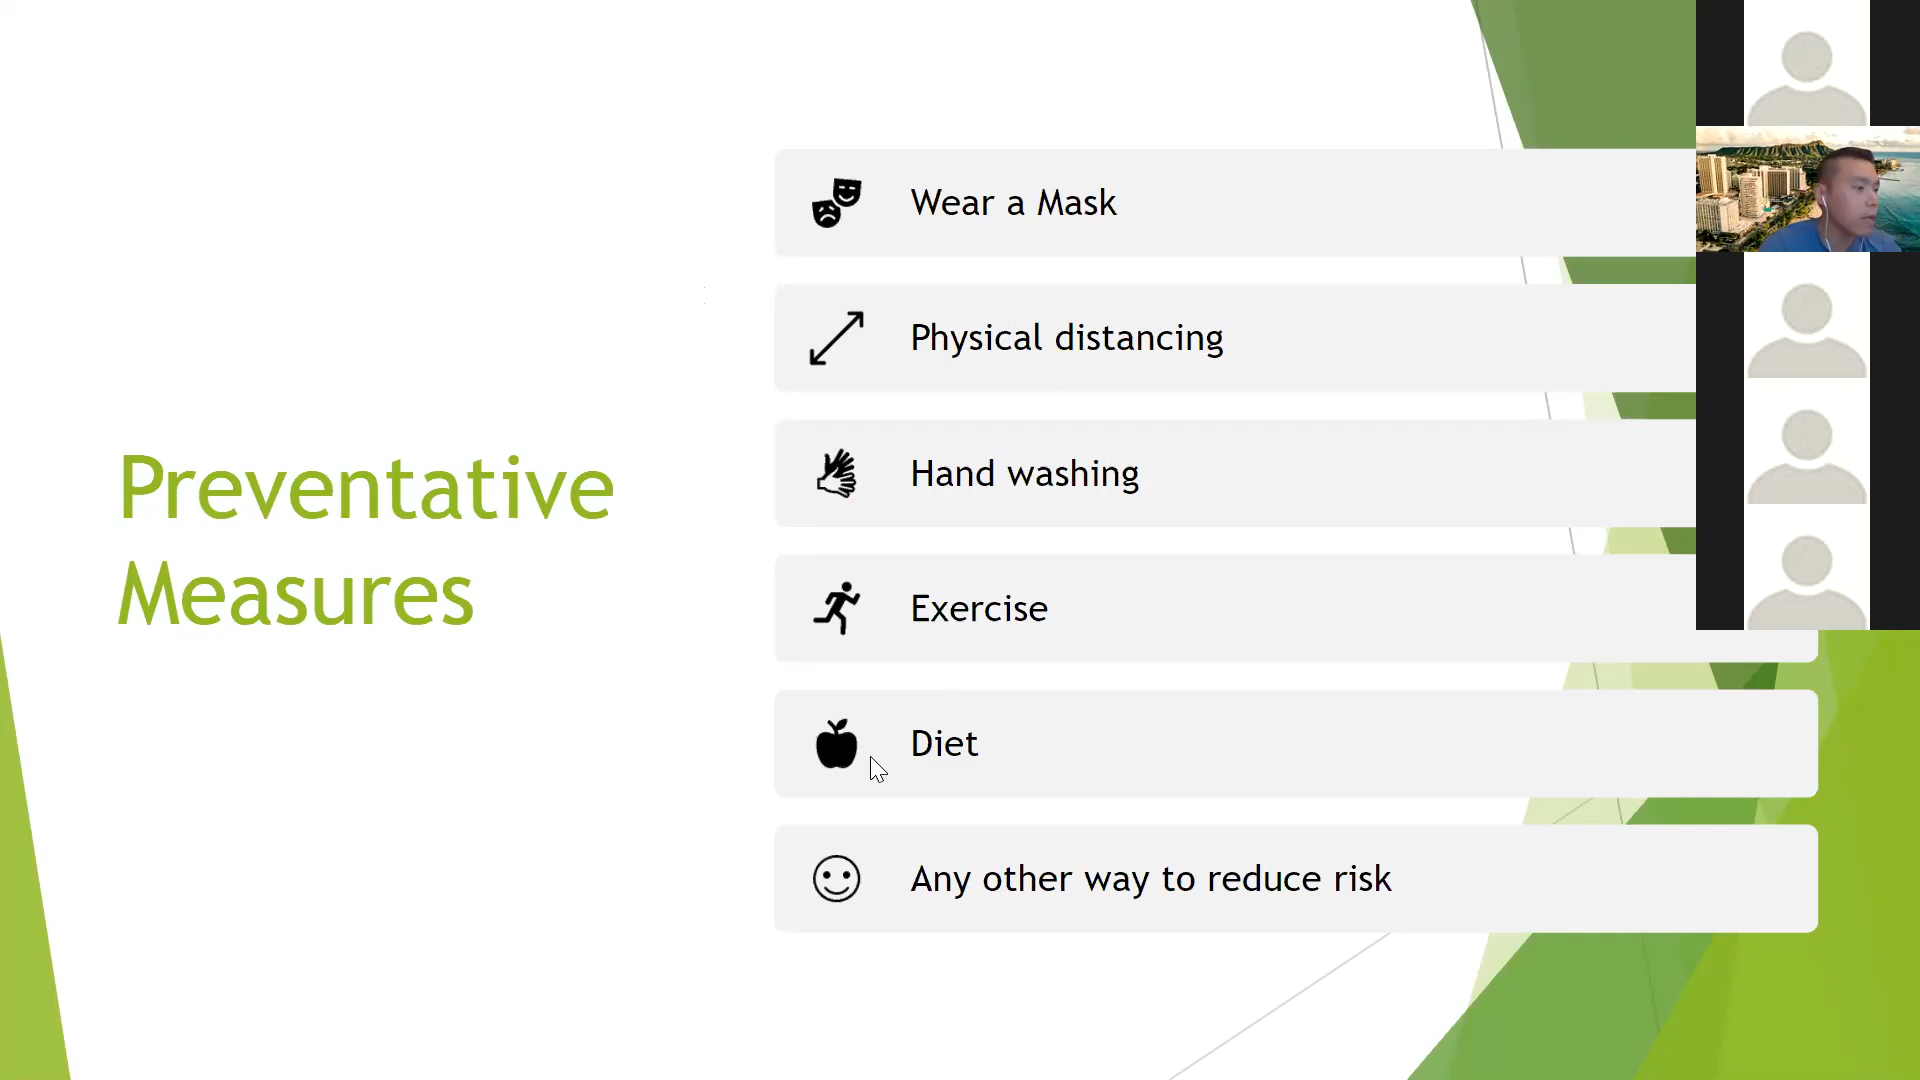 Preventative
Measures
Wear a Mask
Physical distancing
Hand washing
Exercise
Diet
Any other way to reduce risk